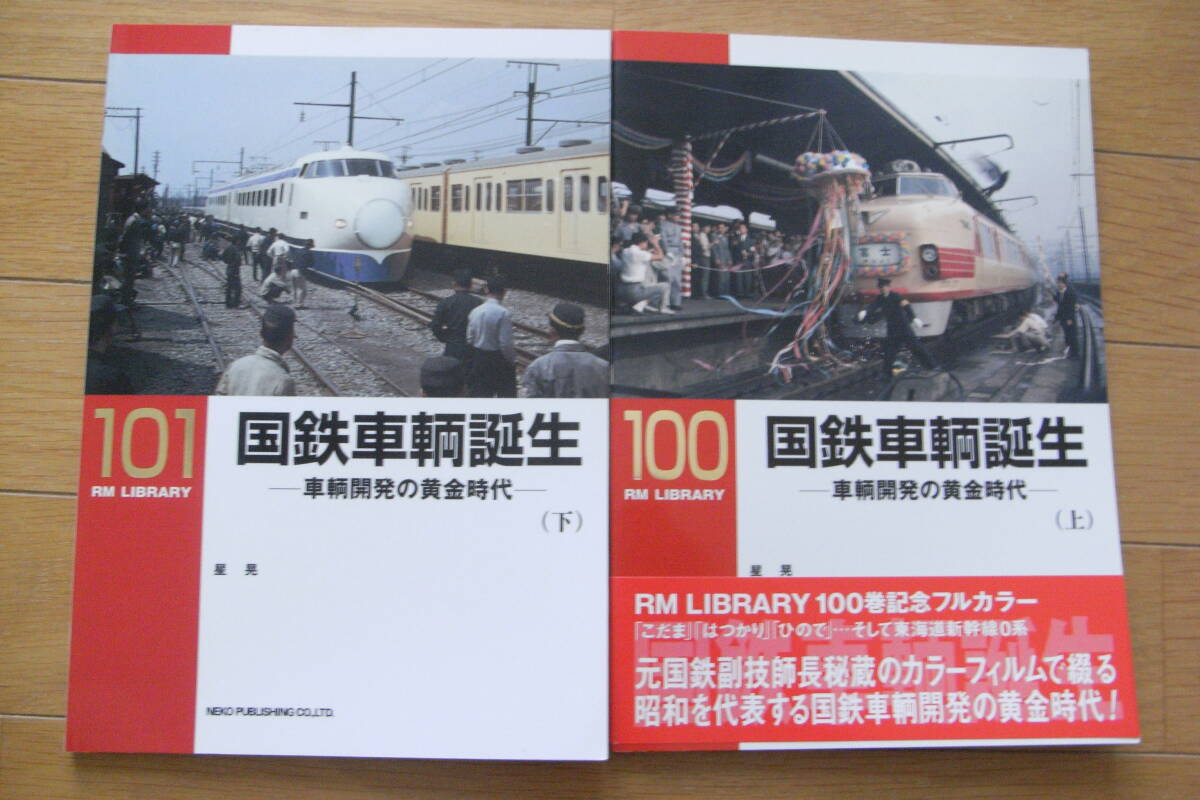 101
RM LIBRARY
国鉄車輌誕生
―車輌開発の黄金時代―
（下）
星 晃
NEKO PUBLISHING CO.,LTD.
富士
100
RM LIBRARY
国鉄車輌誕生
―車輌開発の黄金時代―
（上）
星 晃
RM LIBRARY 100巻記念フルカラー
「こだま」「はつかり」「ひので」…そして東海道新幹線0系
元国鉄副技師長秘蔵のカラーフィルムで綴る
昭和を代表する国鉄車輌開発の黄金時代！